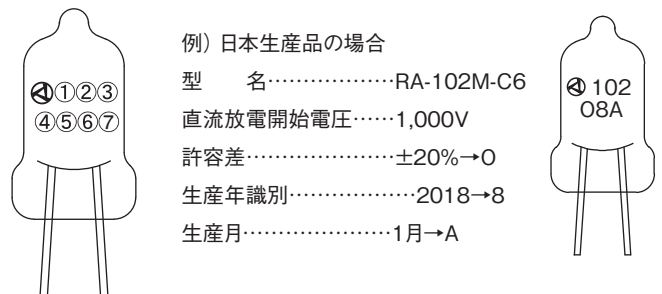 ①②③
④⑤⑥⑦
例）日本生産品の場合
型　　名………………RA-102M-C6
直流放電開始電圧……1,000V
許容差…………………±20%→O
生産年識別………………2018→8
生産月…………………1月→A
102
O8A